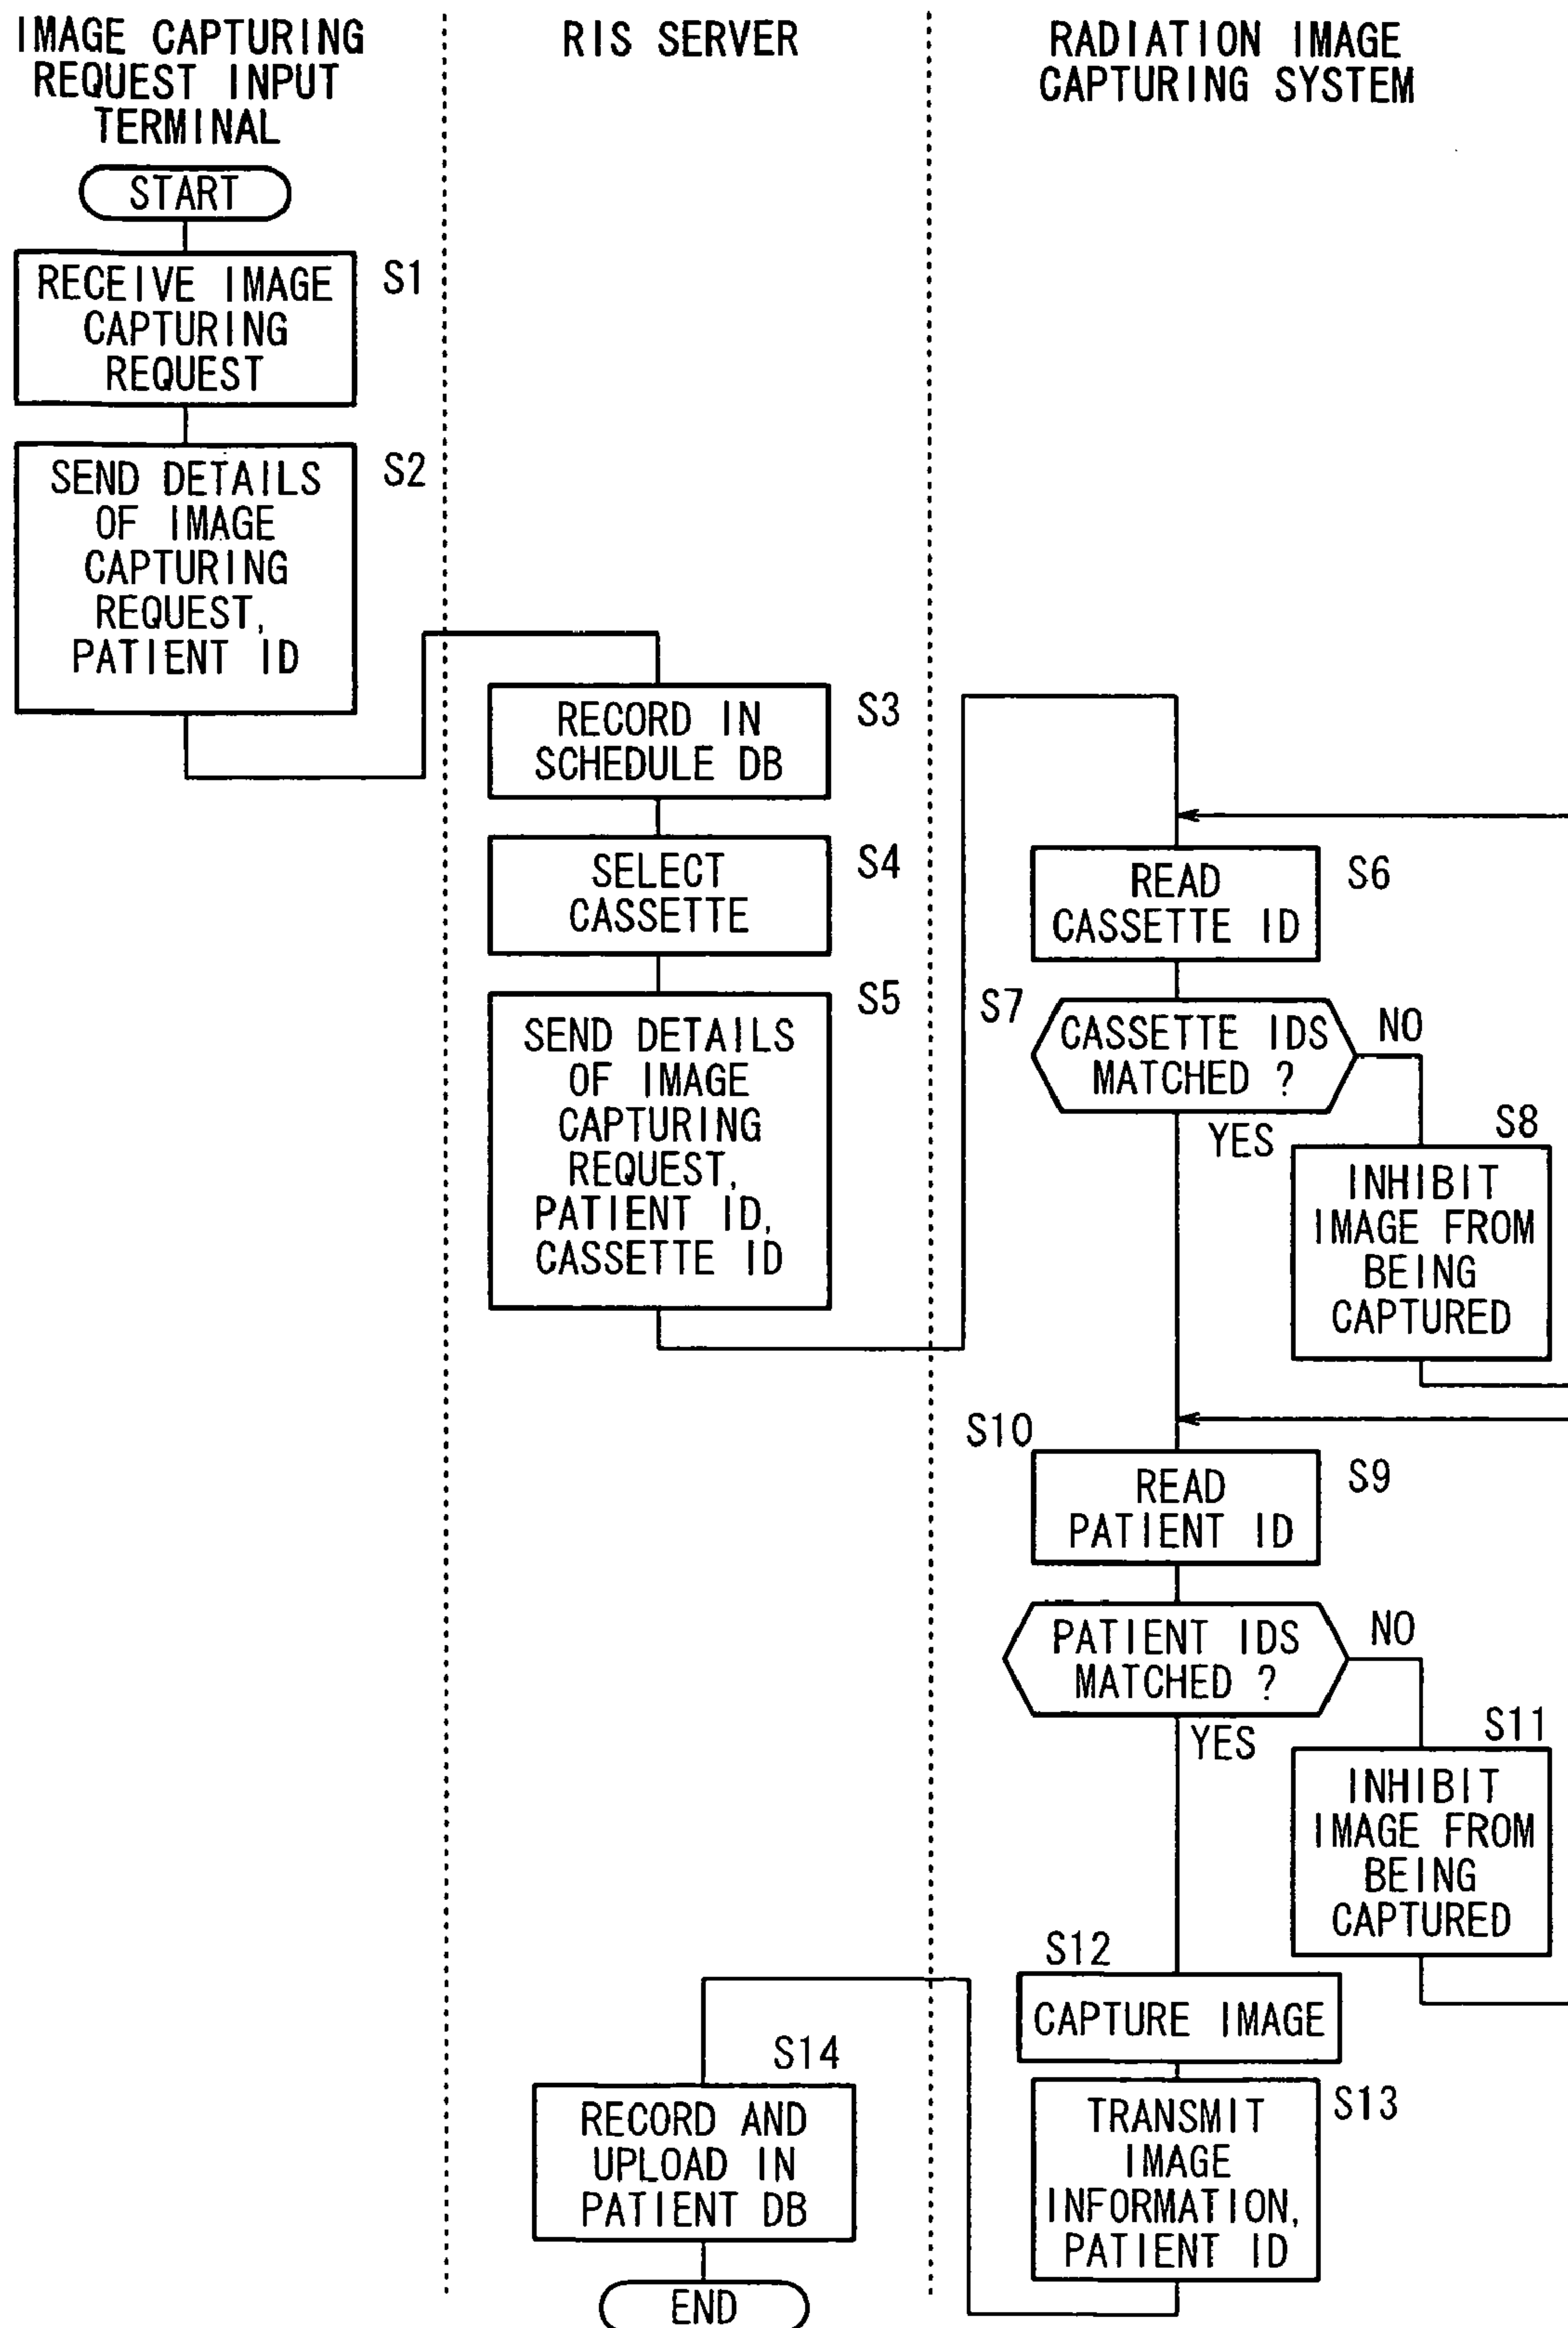 IMAGE CAPTURING
REQUEST INPUT
TERMINAL
RIS SERVER
RADIATION IMAGE
CAPTURING SYSTEM
START
RECEIVE IMAGE
CAPTURING
REQUEST
S1
SEND DETAILS
OF IMAGE
CAPTURING
REQUEST,
PATIENT ID
S2
RECORD IN
SCHEDULE DB
S3
SELECT
CASSETTE
S4
SEND DETAILS
OF IMAGE
CAPTURING
REQUEST,
PATIENT ID,
CASSETTE ID
S5
READ
CASSETTE ID
S6
S7
CASSETTE IDS
MATCHED ?
NO
YES
S8
INHIBIT
IMAGE FROM
BEING
CAPTURED
S10
READ
PATIENT ID
S9
PATIENT IDS
MATCHED ?
NO
YES
S11
INHIBIT
IMAGE FROM
BEING
CAPTURED
S12
CAPTURE IMAGE
TRANSMIT
IMAGE
INFORMATION,
PATIENT ID
S13
S14
RECORD AND
UPLOAD IN
PATIENT DB
END